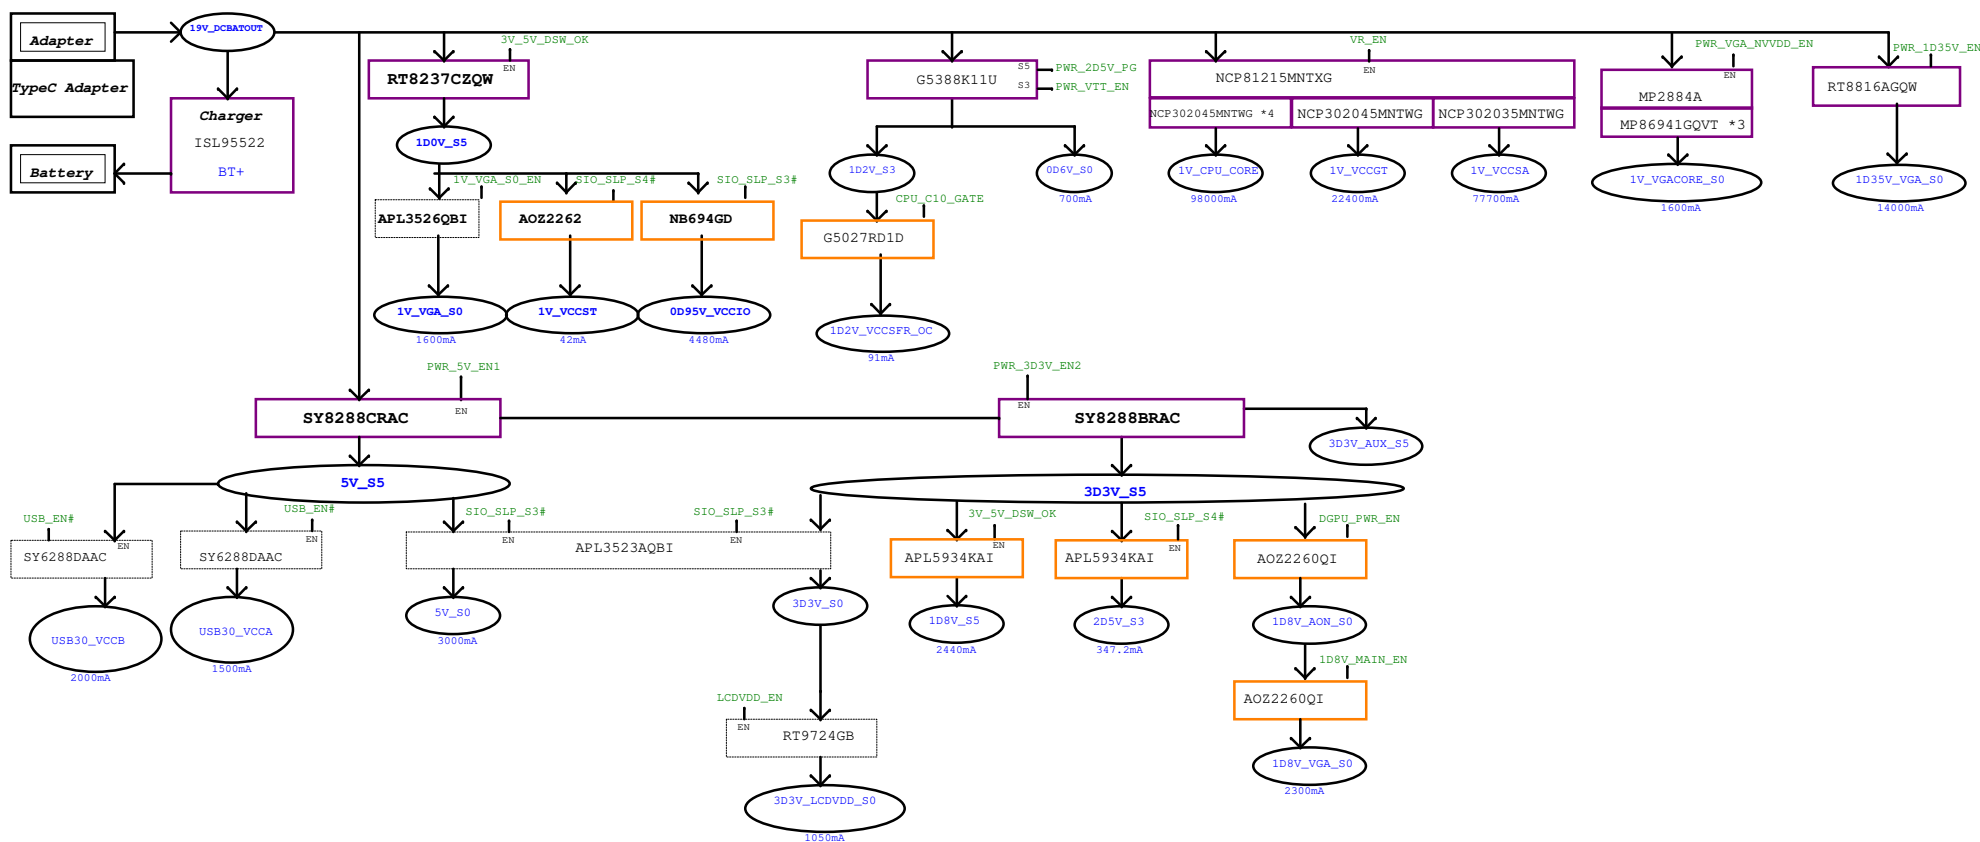 Adapter
TypeC Adapter
Battery
19V_DCBATOUT
Charger
ISL95522
BT+
3V_5V_DSW_OK
EN
RT8237CZQW
1D0V_S5
1V_VGA_S0_EN
SIO_SLP_S4#
SIO_SLP_S3#
APL3526QBI
AOZ2262
NB694GD
1V_VGA_S0
1V_VCCST
0D95V_VCCIO
1600mA
42mA
4480mA
G5388K11U
S5
S3
PWR_2D5V_PG
PWR_VTT_EN
1D2V_S3
0D6V_S0
700mA
CPU_C10_GATE
G5027RD1D
1D2V_VCCSFR_OC
91mA
VR_EN
EN
NCP81215MNTXG
NCP302045MNTWG *4
NCP302045MNTWG
NCP302035MNTWG
1V_CPU_CORE
1V_VCCGT
1V_VCCSA
98000mA
22400mA
77700mA
PWR_VGA_NVVDD_EN
EN
MP2884A
MP86941GQVT *3
1V_VGACORE_S0
1600mA
PWR_1D35V_EN
RT8816AGQW
1D35V_VGA_S0
14000mA
PWR_5V_EN1
EN
SY8288CRAC
PWR_3D3V_EN2
EN
SY8288BRAC
3D3V_AUX_S5
5V_S5
3D3V_S5
USB_EN#
EN
SY6288DAAC
USB30_VCCB
2000mA
USB_EN#
EN
SY6288DAAC
USB30_VCCA
1500mA
SIO_SLP_S3#
EN
SIO_SLP_S3#
EN
APL3523AQBI
5V_S0
3000mA
3D3V_S0
LCDVDD_EN
EN
RT9724GB
3D3V_LCDVDD_S0
1050mA
3V_5V_DSW_OK
EN
APL5934KAI
1D8V_S5
2440mA
SIO_SLP_S4#
EN
APL5934KAI
2D5V_S3
347.2mA
DGPU_PWR_EN
AOZ2260QI
1D8V_AON_S0
1D8V_MAIN_EN
AOZ2260QI
1D8V_VGA_S0
2300mA